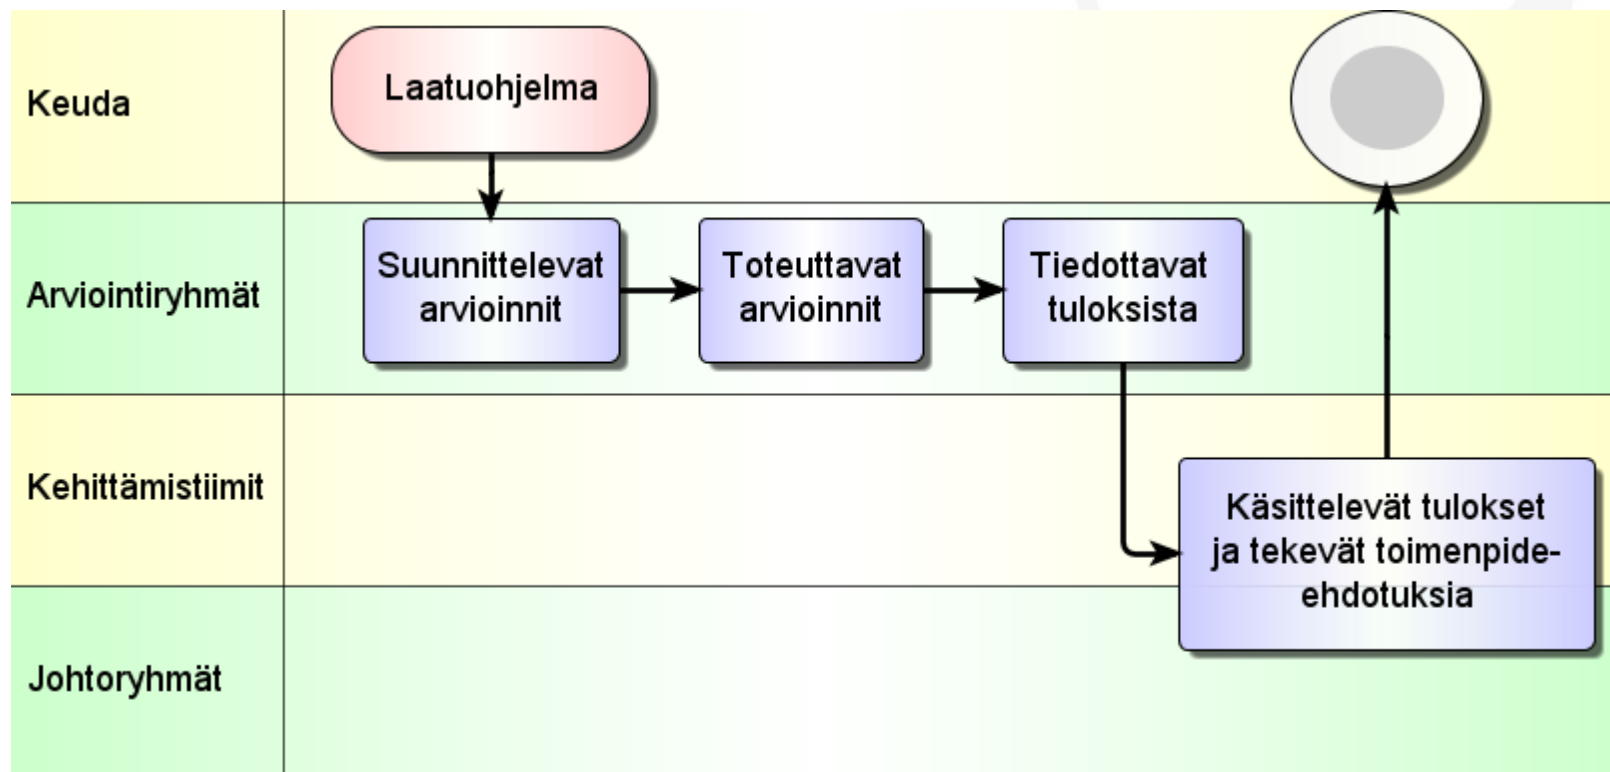 Keuda
Laatuohjelma
Arviointiryhmät
Suunnittelevat
arvioinnit
Toteuttavat
arvioinnit
Tiedottavat
tuloksista
Kehittämistiimit
Käsittelevät tulokset
ja tekevät toimenpide-
ehdotuksia
Johtoryhmät